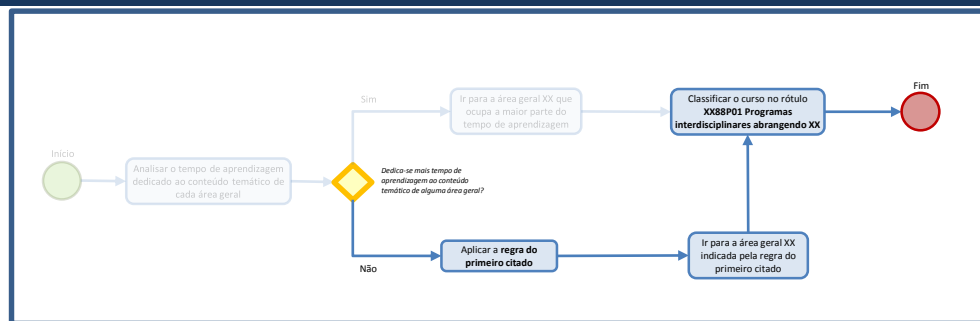 Início
Analisar o tempo de aprendizagem
dedicado ao conteúdo temático de
cada área geral
Dedica-se mais tempo de
aprendizagem ao conteúdo
temático de alguma área geral?
Sim
Ir para a área geral XX que
ocupa a maior parte do
tempo de aprendizagem
Classificar o curso no rótulo
XX88P01 Programas
interdisciplinares abrangendo XX
Fim
Não
Aplicar a regra do
primeiro citado
Ir para a área geral XX
indicada pela regra do
primeiro citado